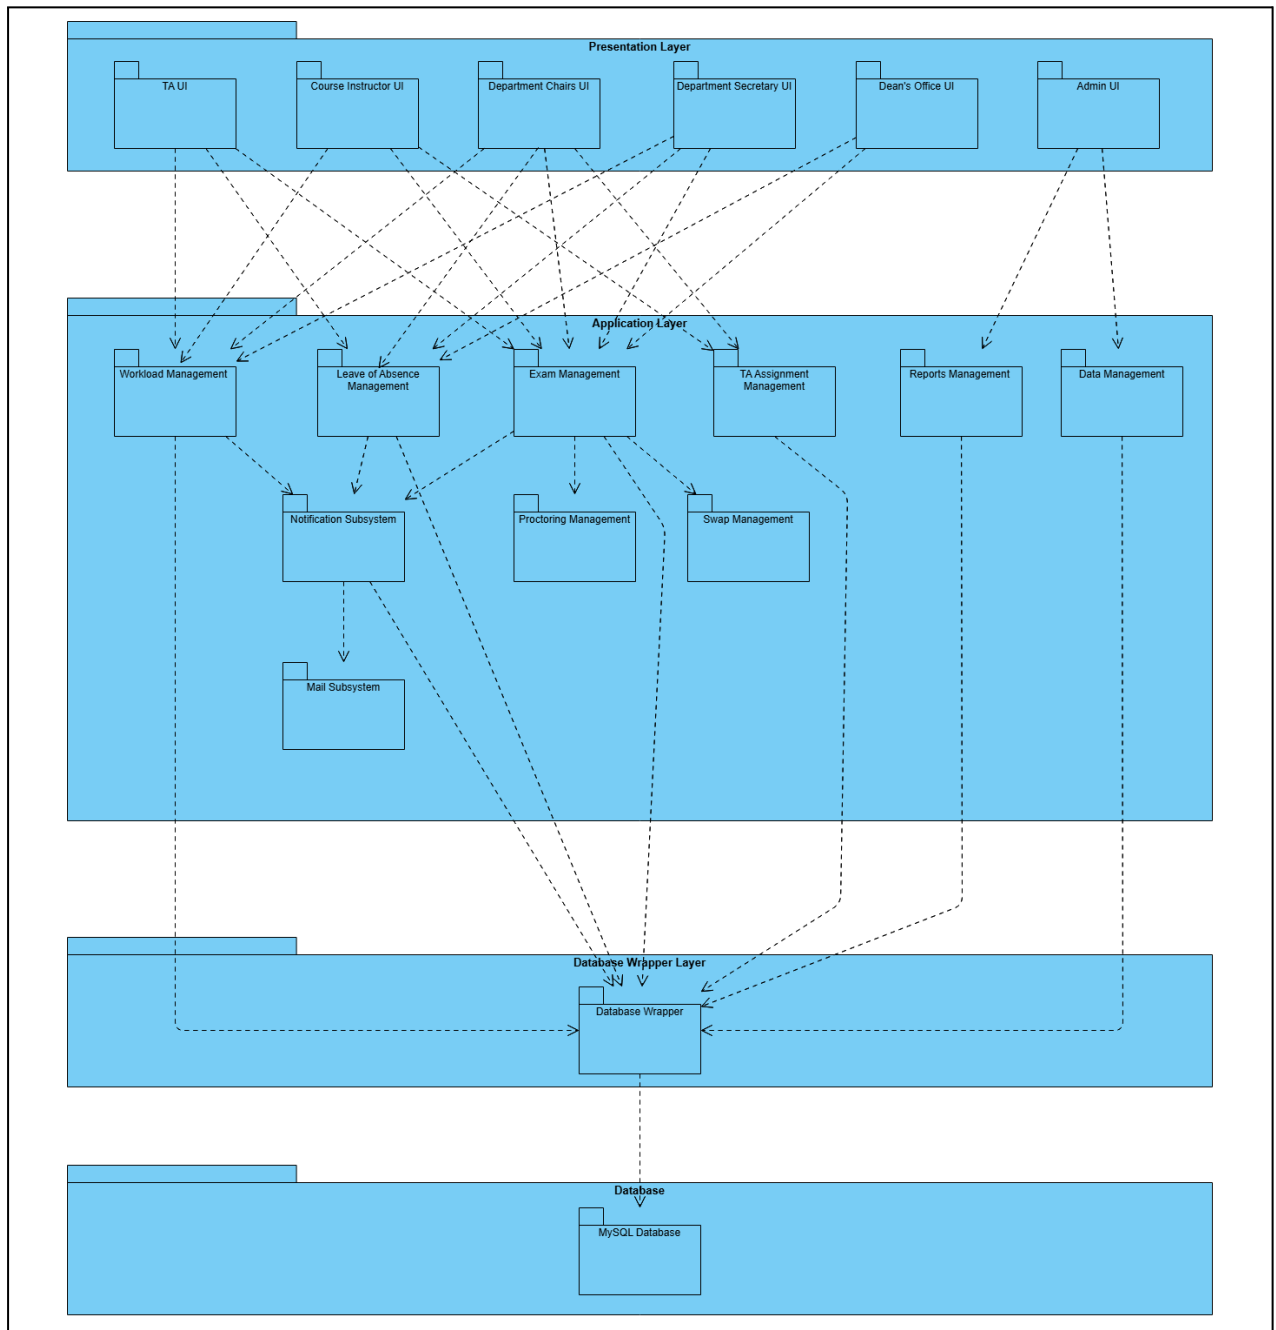 Presentation Layer
TA UI
Course Instructor UI
Department Chairs UI
Department Secretary UI
Dean's Office UI
Admin UI
Application Layer
Workload Management
Leave of Absence
Management
Exam Management
TA Assignment
Management
Reports Management
Data Management
Notification Subsystem
Proctoring Management
Swap Management
Mail Subsystem
Database Wrapper Layer
Database Wrapper
Database
MySQL Database